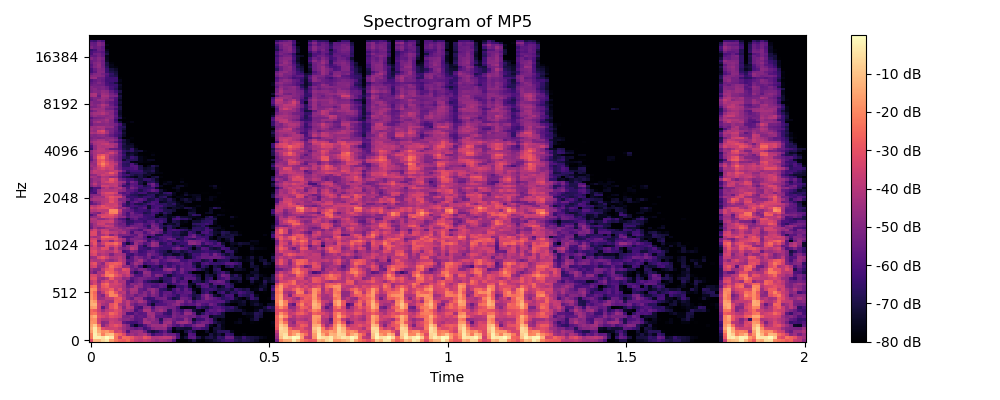 Spectrogram of MP5
16384
8192
4096
2048
1024
512
0
Hz
0
0.5
1
1.5
2
Time
-10 dB
-20 dB
-30 dB
-40 dB
-50 dB
-60 dB
-70 dB
-80 dB